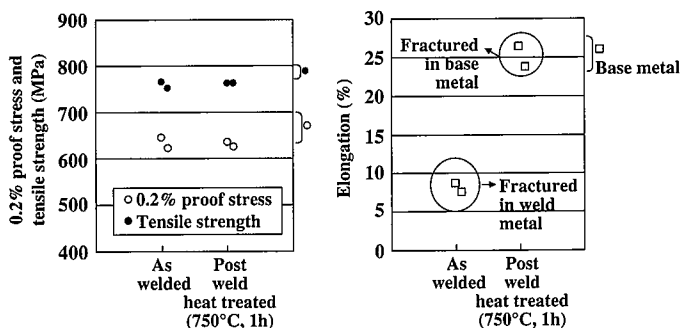 0.2% proof stress and
tensile strength (MPa)
900
800
700
600
500
400
○ 0.2% proof stress
● Tensile strength
As
welded
Post
weld
heat treated
(750°C, 1h)
Elongation (%)
30
25
20
15
10
5
0
Fractured
in base
metal
Base metal
Fractured
in weld
metal
As
welded
Post
weld
heat treated
(750°C, 1h)